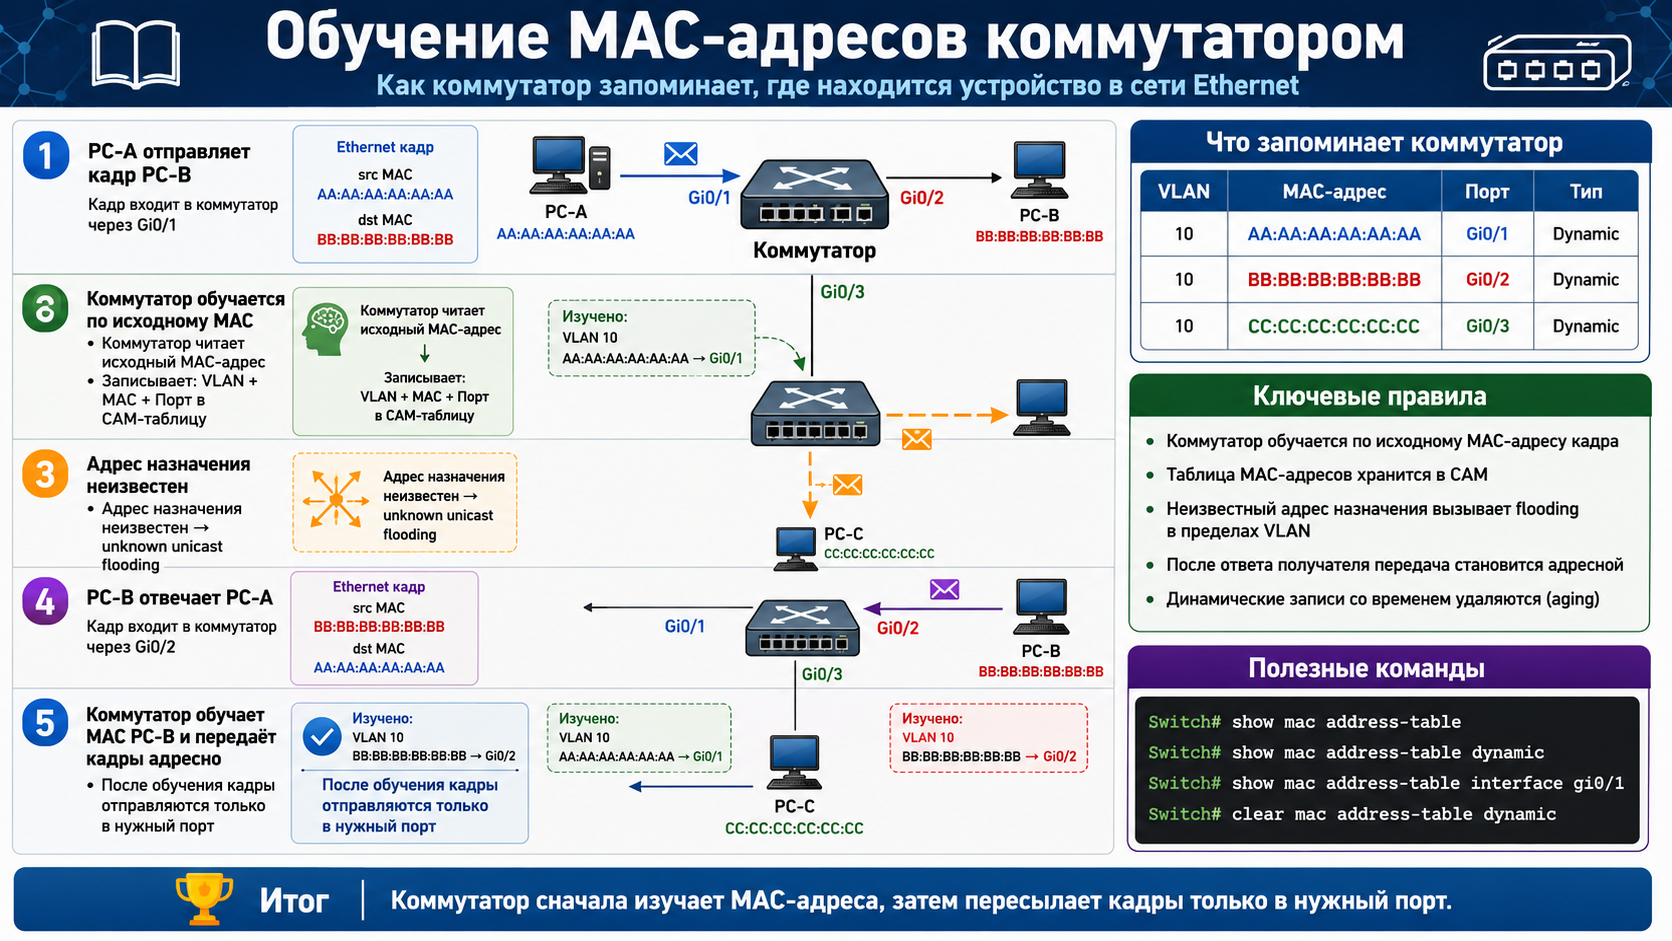 Обучение MAC-адресов коммутатором
Как коммутатор запоминает, где находится устройство в сети Ethernet
1
PC-A отправляет
кадр PC-B
Кадр входит в коммутатор
через Gi0/1
Ethernet кадр
src MAC
AA:AA:AA:AA:AA:AA
dst MAC
BB:BB:BB:BB:BB:BB
PC-A
AA:AA:AA:AA:AA:AA
Gi0/1
Коммутатор
Gi0/2
PC-B
BB:BB:BB:BB:BB:BB
Gi0/3
Коммутатор обучается
по исходному MAC
• Коммутатор читает
исходный MAC-адрес
• Записывает: VLAN +
MAC + Порт в
CAM-таблицу
Коммутатор читает
исходный MAC-адрес
↓
Записывает:
VLAN + MAC + Порт
в CAM-таблицу
Изучено:
VLAN 10
AA:AA:AA:AA:AA:AA → Gi0/1
3
Адрес назначения
неизвестен
• Адрес назначения
неизвестен →
unknown unicast
flooding
Адрес назначения
неизвестен →
unknown unicast
flooding
PC-C
CC:CC:CC:CC:CC:CC
4
PC-B отвечает PC-A
Кадр входит в коммутатор
через Gi0/2
Ethernet кадр
src MAC
BB:BB:BB:BB:BB:BB
dst MAC
AA:AA:AA:AA:AA:AA
Gi0/1
Gi0/2
PC-B
BB:BB:BB:BB:BB:BB
Gi0/3
5
Коммутатор обучает
MAC PC-B и передаёт
кадры адресно
• После обучения кадры
отправляются только
в нужный порт
Изучено:
VLAN 10
BB:BB:BB:BB:BB:BB → Gi0/2
После обучения кадры
отправляются только
в нужный порт
Изучено:
VLAN 10
AA:AA:AA:AA:AA:AA → Gi0/1
PC-C
CC:CC:CC:CC:CC:CC
Изучено:
VLAN 10
BB:BB:BB:BB:BB:BB → Gi0/2
Что запоминает коммутатор
VLAN MAC-адрес Порт Тип
10 AA:AA:AA:AA:AA:AA Gi0/1 Dynamic
10 BB:BB:BB:BB:BB:BB Gi0/2 Dynamic
10 CC:CC:CC:CC:CC:CC Gi0/3 Dynamic
Ключевые правила
• Коммутатор обучается по исходному MAC-адресу кадра
• Таблица MAC-адресов хранится в CAM
• Неизвестный адрес назначения вызывает flooding
в пределах VLAN
• После ответа получателя передача становится адресной
• Динамические записи со временем удаляются (aging)
Полезные команды
Switch# show mac address-table
Switch# show mac address-table dynamic
Switch# show mac address-table interface gi0/1
Switch# clear mac address-table dynamic
Итог
Коммутатор сначала изучает MAC-адреса, затем пересылает кадры только в нужный порт.